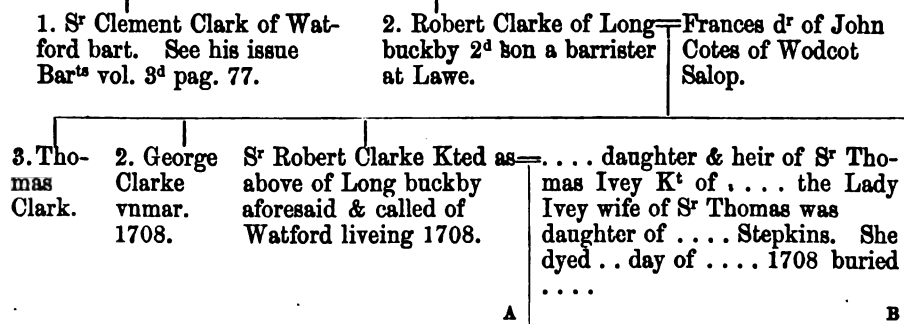 1. Sʳ Clement Clark of Wat-
ford bart. See his issue
Barᵗˢ vol. 3ᵈ pag. 77.
2. Robert Clarke of Long
buckby 2ᵈ son a barrister
at Lawe.
Frances dʳ of John
Cotes of Wodcot
Salop.
3. Tho-
mas
Clark.
2. George
Clarke
vnmar.
1708.
Sʳ Robert Clarke Kted as
above of Long buckby
aforesaid & called of
Watford liveing 1708.
. . . . daughter & heir of Sʳ Tho-
mas Ivey Kᵗ of . . . . the Lady
Ivey wife of Sʳ Thomas was
daughter of . . . . Stepkins. She
dyed . . day of . . . . 1708 buried
. . . .
A
B